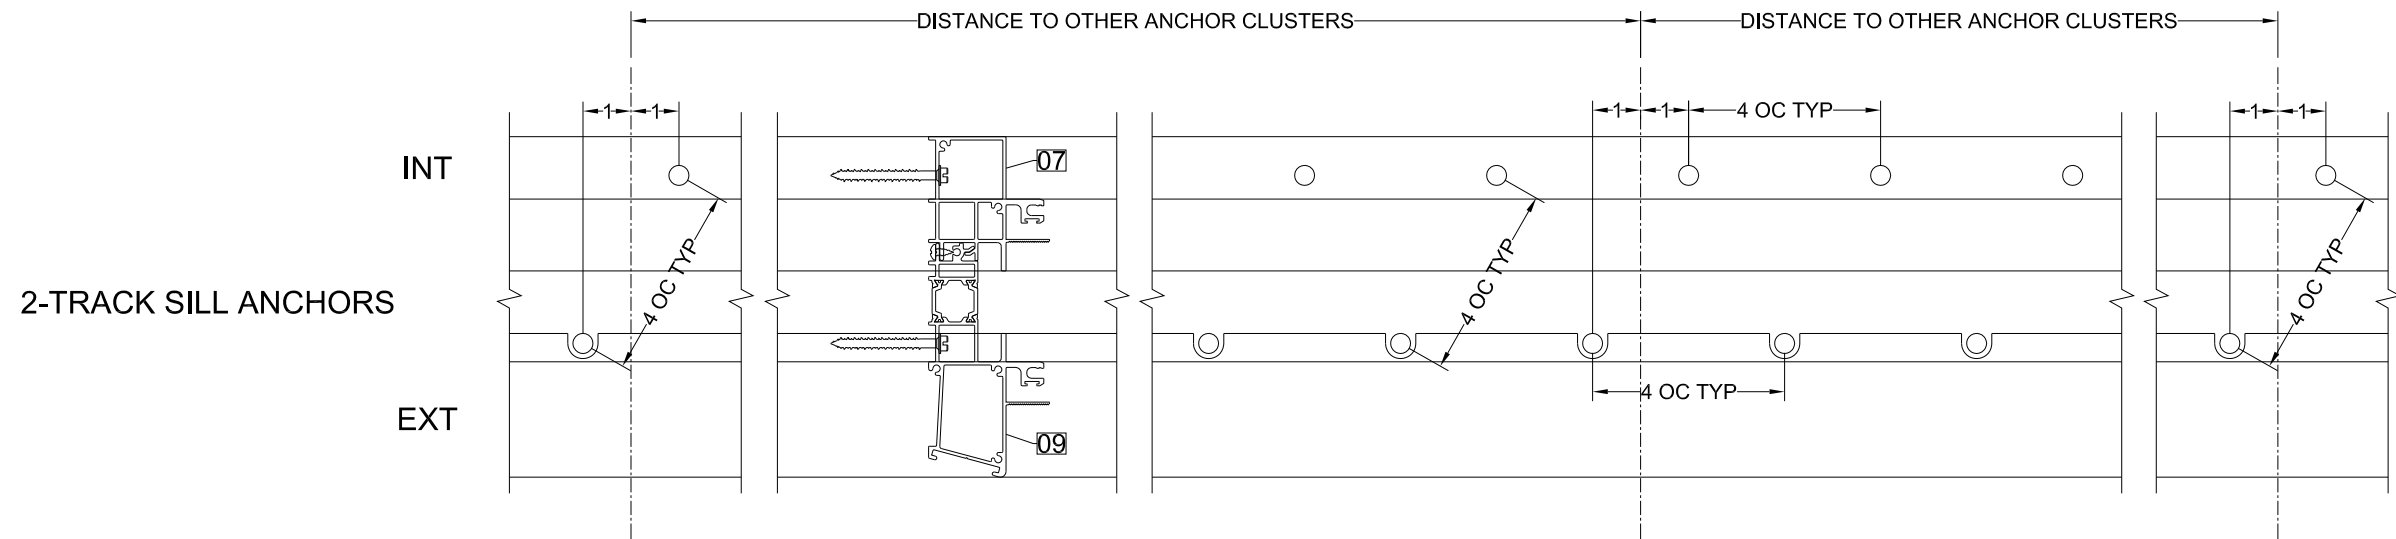 DISTANCE TO OTHER ANCHOR CLUSTERS DISTANCE TO OTHER ANCHOR CLUSTERS
1 1 1 1 4 OC TYP 1 1
INT
07
4 OC TYP 4 OC TYP 4 OC TYP
2-TRACK SILL ANCHORS
4 OC TYP
EXT
09